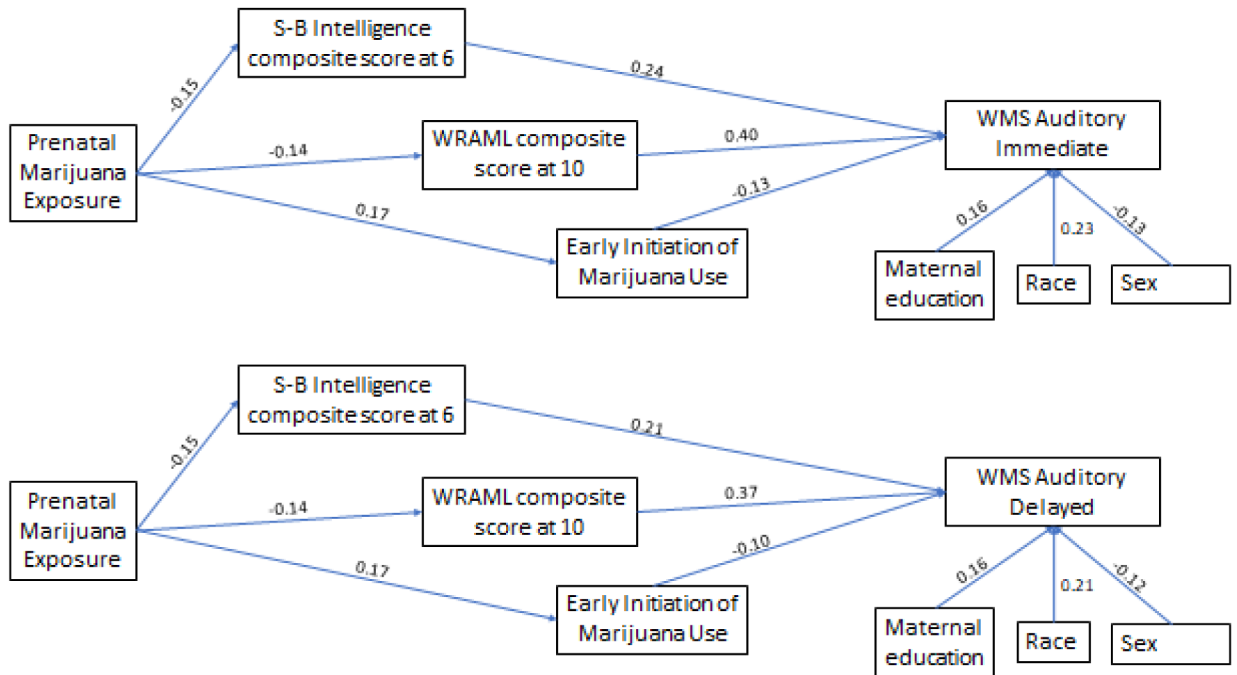 S-B Intelligence
composite score at 6
-0.15
0.24
Prenatal
Marijuana
Exposure
-0.14
WRAML composite
score at 10
0.40
WMS Auditory
Immediate
0.17
-0.13
Early Initiation of
Marijuana Use
0.16
0.23
-0.13
Maternal
education
Race
Sex
S-B Intelligence
composite score at 6
-0.15
0.21
Prenatal
Marijuana
Exposure
-0.14
WRAML composite
score at 10
0.37
WMS Auditory
Delayed
0.17
-0.10
Early Initiation of
Marijuana Use
0.16
0.21
-0.12
Maternal
education
Race
Sex